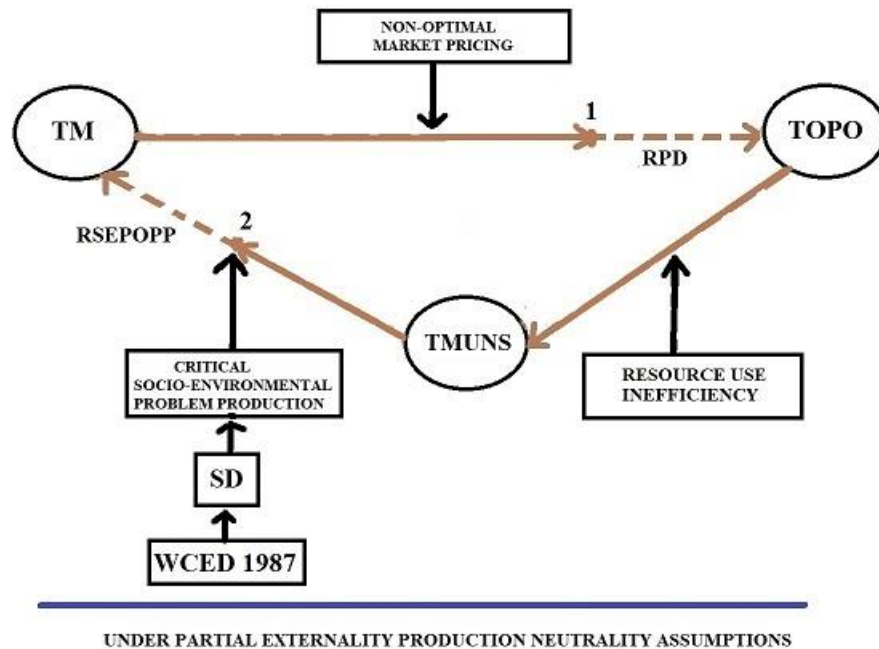 NON-OPTIMAL
MARKET PRICING
TM
1
TOPO
RPD
RSEPOPP
2
TMUNS
CRITICAL
SOCIO-ENVIRONMENTAL
PROBLEM PRODUCTION
RESOURCE USE
INEFFICIENCY
SD
WCED 1987
UNDER PARTIAL EXTERNALITY PRODUCTION NEUTRALITY ASSUMPTIONS